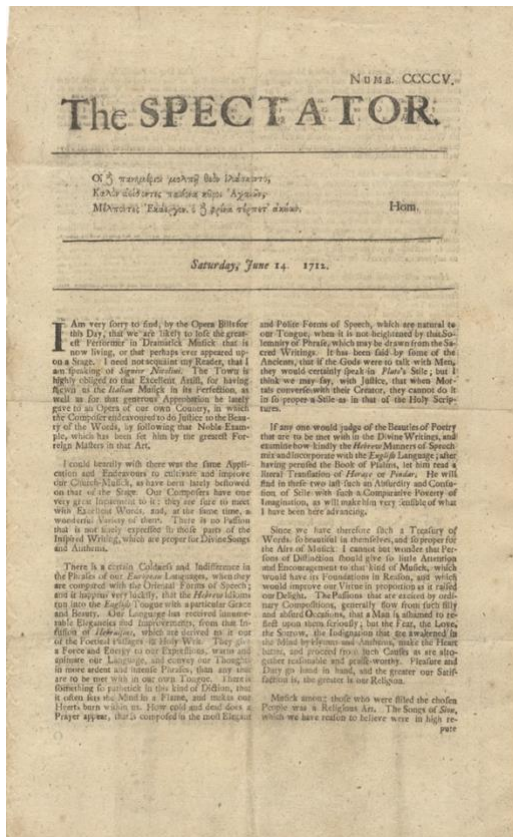 NUMB. CCCCV.
The SPECTATOR.
Οἱ ἢ πανημέριοι μολπῇ θεὸν ἱλάσκοντο,
Καλὸν ἀείδοντες παιήονα κοῦροι Ἀχαιῶν,
Μέλποντες Ἑκάεργον. ὁ ἢ φρένα τέρπετ' ἀκούων.
Hom.
Saturday, June 14. 1712.
I Am very sorry to find, by the Opera Bills for
this Day, that we are likely to lose the great-
est Performer in Dramatick Musick that is
now living, or that perhaps ever appeared up-
on a Stage. I need not acquaint my Reader, that I
am speaking of Signior Nicolini. The Town is
highly obliged to that Excellent Artist, for having
shewn us the Italian Musick in its Perfection, as
well as for that generous Approbation he lately
gave to an Opera of our own Country, in which
the Composer endeavoured to do Justice to the Beau-
ty of the Words, by following that Noble Exam-
ple, which has been set him by the greatest For-
reign Masters in that Art.
I could heartily wish there was the same Appli-
cation and Endeavours to cultivate and improve
our Church-Musick, as have been lately bestowed
on that of the Stage. Our Composers have one
very great Incitement to it: they are sure to meet
with Excellent Words, and, at the same time, a
wonderful Variety of them. There is no Passion
that is not finely expressed in those parts of the
Inspired Writing, which are proper for Divine Songs
and Anthems.
There is a certain Coldness and Indifference in
the Phrases of our European Languages, when they
are compared with the Oriental Forms of Speech;
and it happens very luckily, that the Hebrew Idioms
run into the English Tongue with a particular Grace
and Beauty. Our Language has received innume-
rable Elegancies and Improvements, from that In-
fusion of Hebraisms, which are derived to it out
of the Poetical Passages in Holy Writ. They give
a Force and Energy to our Expressions, warm and
animate our Language, and convey our Thoughts
in more ardent and intense Phrases, than any that
are to be met with in our own Tongue. There is
something so pathetick in this kind of Diction, that
it often sets the Mind in a Flame, and makes our
Hearts burn within us. How cold and dead does a
Prayer appear, that is composed in the most Elegant
and Polite Forms of Speech, which are natural to
our Tongue, when it is not heightened by that So-
lemnity of Phrase, which may be drawn from the Sa-
cred Writings. It has been said by some of the
Ancients, that if the Gods were to talk with Men,
they would certainly speak in Plato's Stile; but I
think we may say, with Justice, that when Mor-
tals converse with their Creator, they cannot do it
in so proper a Stile as in that of the Holy Scrip-
tures.
If any one would judge of the Beauties of Poetry
that are to be met with in the Divine Writings, and
examine how kindly the Hebrew Manners of Speech
mix and incorporate with the English Language; after
having perused the Book of Psalms, let him read a
literal Translation of Horace or Pindar. He will
find in these two last such an Absurdity and Confu-
sion of Stile with such a Comparative Poverty of
Imagination, as will make him very sensible of what
I have been here advancing.
Since we have therefore such a Treasury of
Words, so beautiful in themselves, and so proper for
the Airs of Musick: I cannot but wonder that Per-
sons of Distinction should give so little Attention
and Encouragement to that kind of Musick, which
would have its Foundations in Reason, and which
would improve our Virtue in proportion as it raised
our Delight. The Passions that are excited by ordi-
nary Compositions, generally flow from such silly
and absurd Occasions, that a Man is ashamed to re-
flect upon them seriously; but the Fear, the Love,
the Sorrow, the Indignation that are awakened in
the Mind by Hymns and Anthems, make the Heart
better, and proceed from such Causes as are alto-
gether reasonable and praise-worthy. Pleasure and
Duty go hand in hand, and the greater our Satis-
faction is, the greater is our Religion.
Musick among those who were stiled the chosen
People was a Religious Art. The Songs of Sion,
which we have reason to believe were in high re-
pute